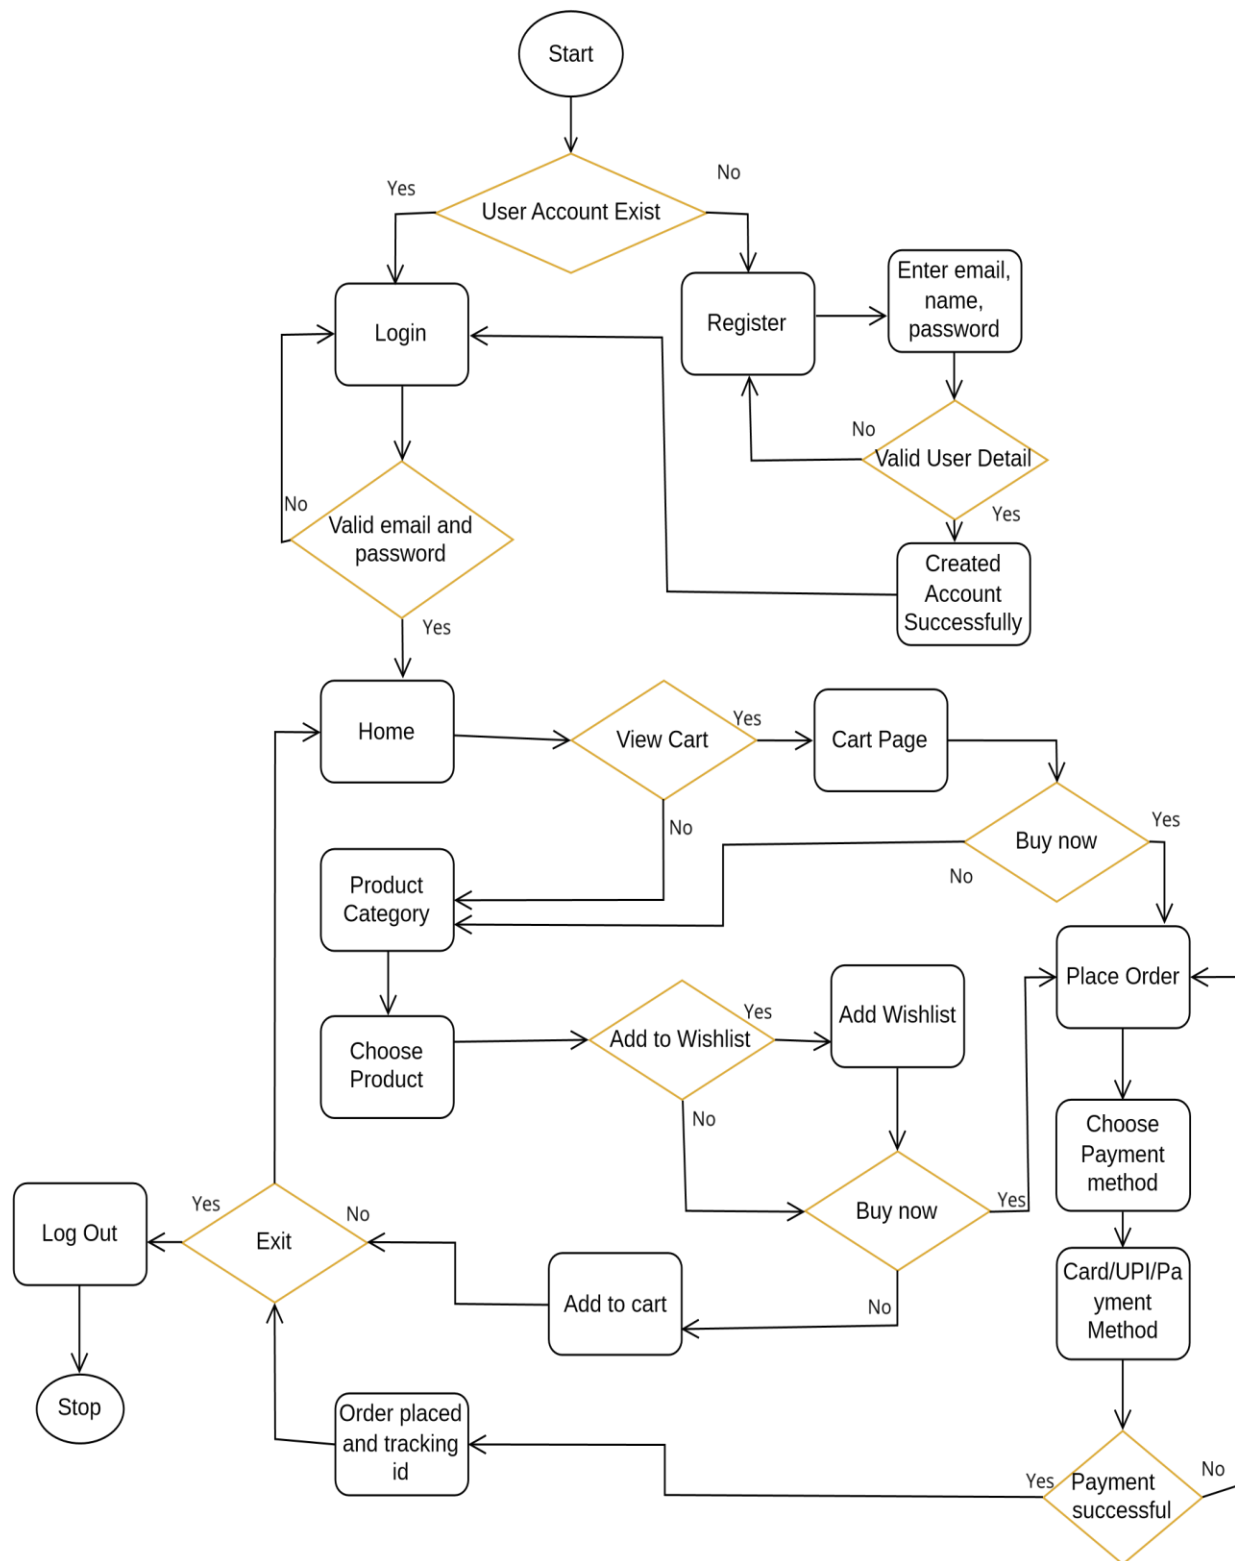 Start
Yes
No
User Account Exist
Login
Register
Enter email,
name,
password
No
Valid User Detail
Yes
Created
Account
Successfully
No
Valid email and
password
Yes
Home
View Cart
Yes
Cart Page
No
Buy now
Yes
No
Product
Category
Place Order
Choose
Product
Add to Wishlist
Yes
Add Wishlist
No
Choose
Payment
method
Buy now
Yes
No
Log Out
Yes
Exit
No
Add to cart
Card/UPI/Pa
yment
Method
Stop
Order placed
and tracking
id
Yes
Payment
successful
No